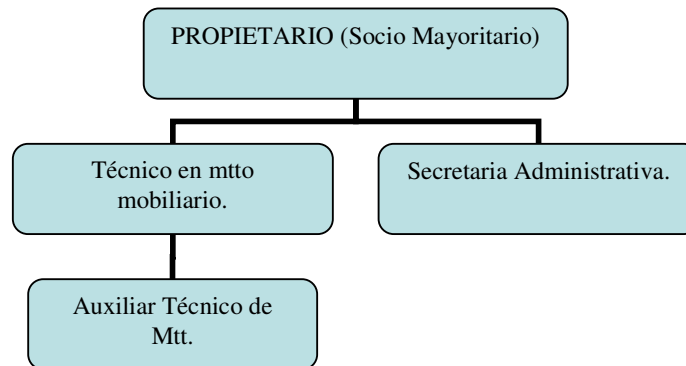 PROPIETARIO (Socio Mayoritario)
Técnico en mtto
mobiliario.
Secretaria Administrativa.
Auxiliar Técnico de
Mtt.